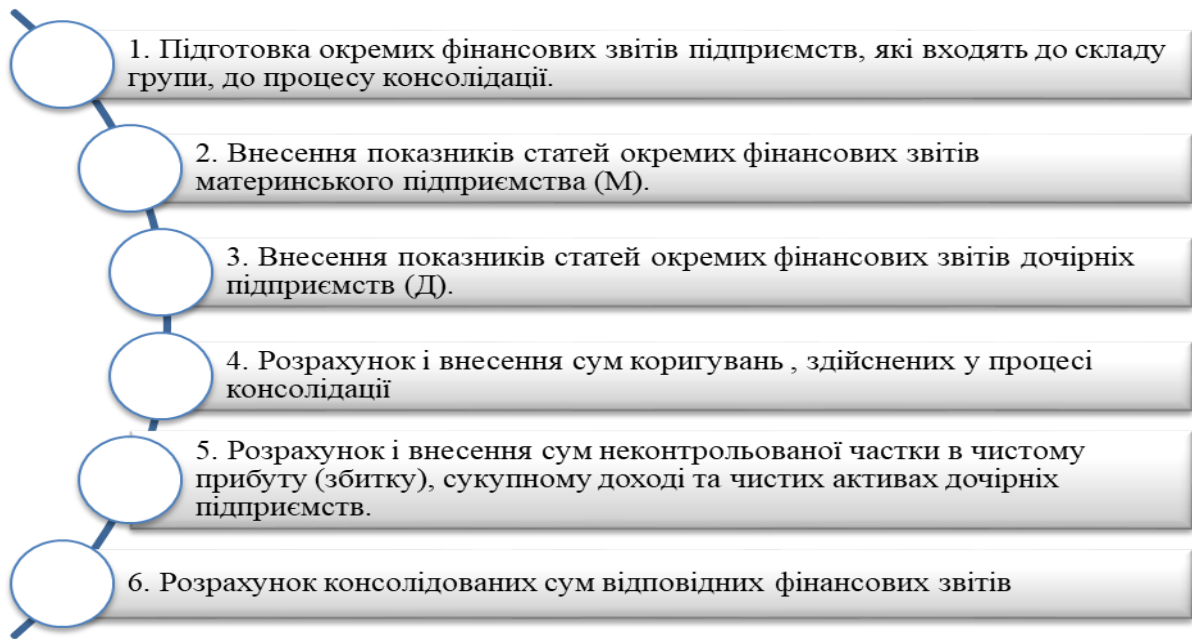 1. Підготовка окремих фінансових звітів підприємств, які входять до складу
групи, до процесу консолідації.
2. Внесення показників статей окремих фінансових звітів
материнського підприємства (М).
3. Внесення показників статей окремих фінансових звітів дочірніх
підприємств (Д).
4. Розрахунок і внесення сум коригувань , здійснених у процесі
консолідації
5. Розрахунок і внесення сум неконтрольованої частки в чистому
прибуту (збитку), сукупному доході та чистих активах дочірніх
підприємств.
6. Розрахунок консолідованих сум відповідних фінансових звітів